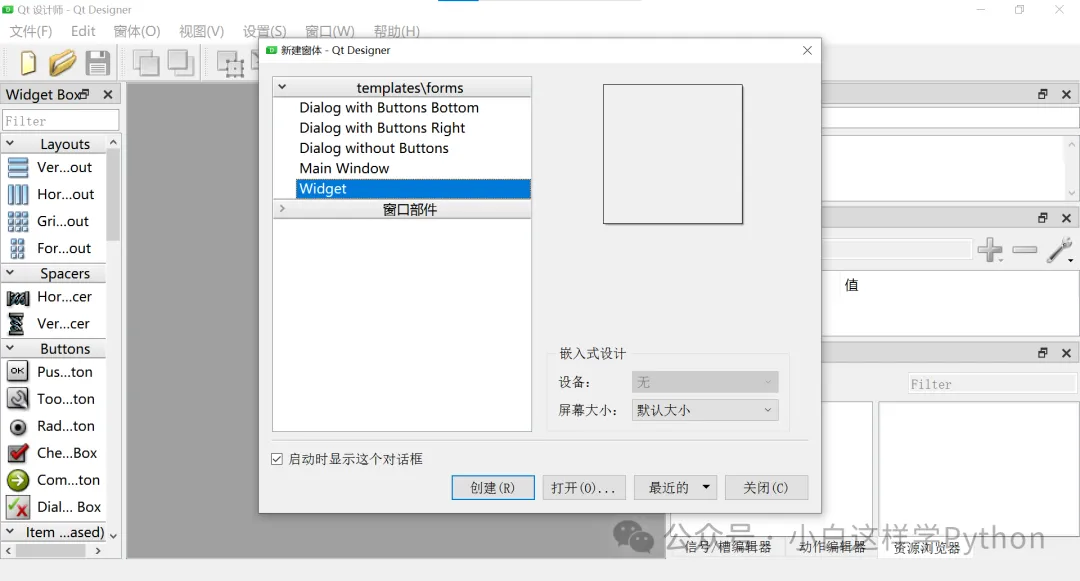 Qt 设计师 - Qt Designer
文件(F) Edit 窗体(O) 视图(V) 设置(S) 窗口(W) 帮助(H)
Widget Box
Filter
Layouts
Ver...out
Hor...out
Gri...out
For...out
Spacers
Hor...cer
Ver...cer
Buttons
OK Pus...ton
Too...ton
Rad...ton
Che...Box
Com...ton
Dial... Box
Item ...ased)
新建窗体 - Qt Designer
templates\forms
Dialog with Buttons Bottom
Dialog with Buttons Right
Dialog without Buttons
Main Window
Widget
窗口部件
嵌入式设计
设备: 无
屏幕大小: 默认大小
启动时显示这个对话框
创建(R) 打开(O)... 最近的 关闭(C)
值
Filter
信号/槽编辑器 动作编辑器 资源浏览器
公众号 · 小白这样学Python